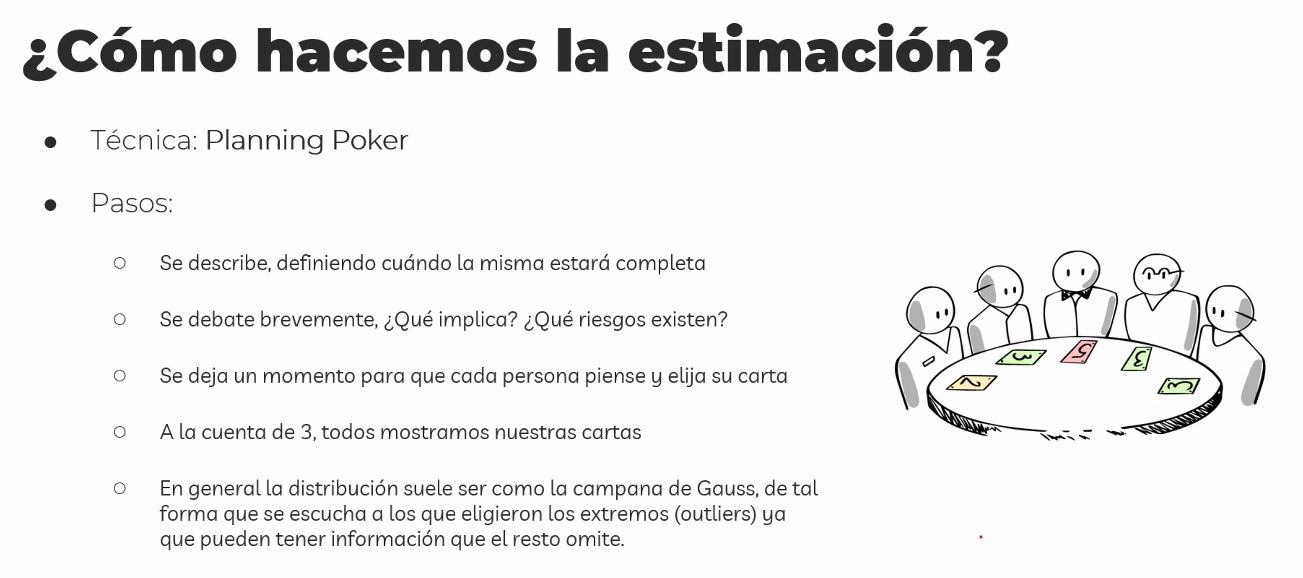 ¿Cómo hacemos la estimación?
● Técnica: Planning Poker
● Pasos:
○ Se describe, definiendo cuándo la misma estará completa
○ Se debate brevemente, ¿Qué implica? ¿Qué riesgos existen?
○ Se deja un momento para que cada persona piense y elija su carta
○ A la cuenta de 3, todos mostramos nuestras cartas
○ En general la distribución suele ser como la campana de Gauss, de tal
forma que se escucha a los que eligieron los extremos (outliers) ya
que pueden tener información que el resto omite.
2 3 5 3 3